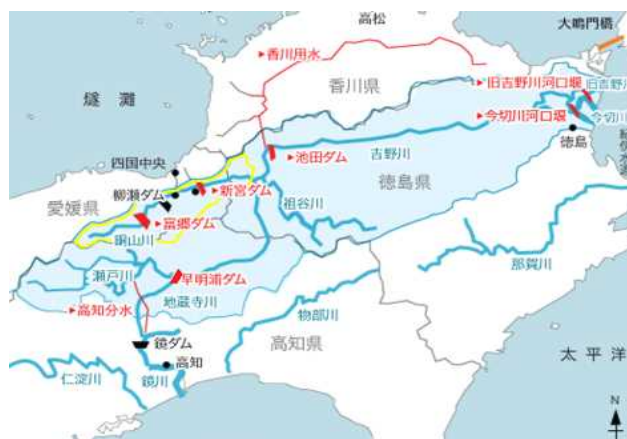 高松
大鳴門橋
▸香川用水
燧灘
香川県
▸旧吉野川河口堰
旧吉野川
▸今切川河口堰
今切川
紀伊水道
徳島
四国中央
▸池田ダム
吉野川
柳瀬ダム
▸新宮ダム
徳島県
愛媛県
祖谷川
▸富郷ダム
銅山川
那賀川
瀬戸川
▸早明浦ダム
地蔵寺川
▸高知分水
物部川
鏡ダム
高知県
高知
太平洋
仁淀川
鏡川
N